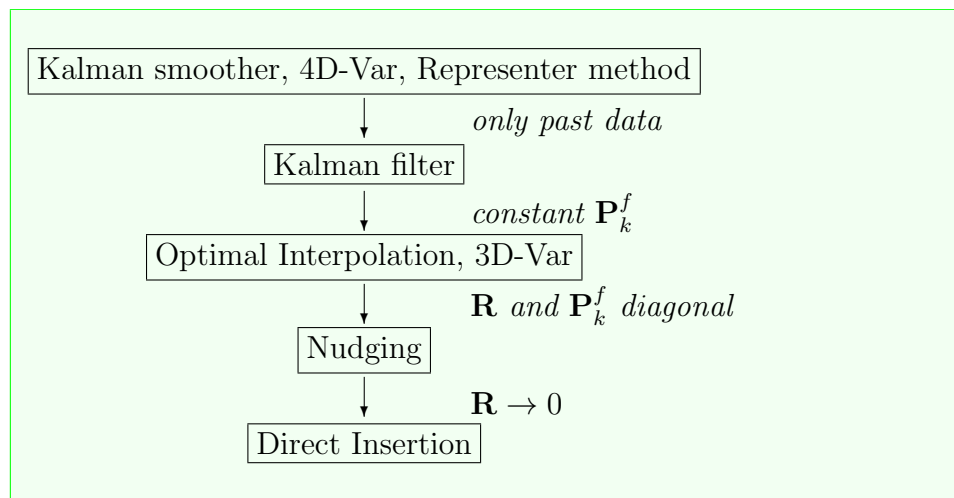 Kalman smoother, 4D-Var, Representer method
only past data
Kalman filter
constant P_k^f
Optimal Interpolation, 3D-Var
R and P_k^f diagonal
Nudging
R → 0
Direct Insertion